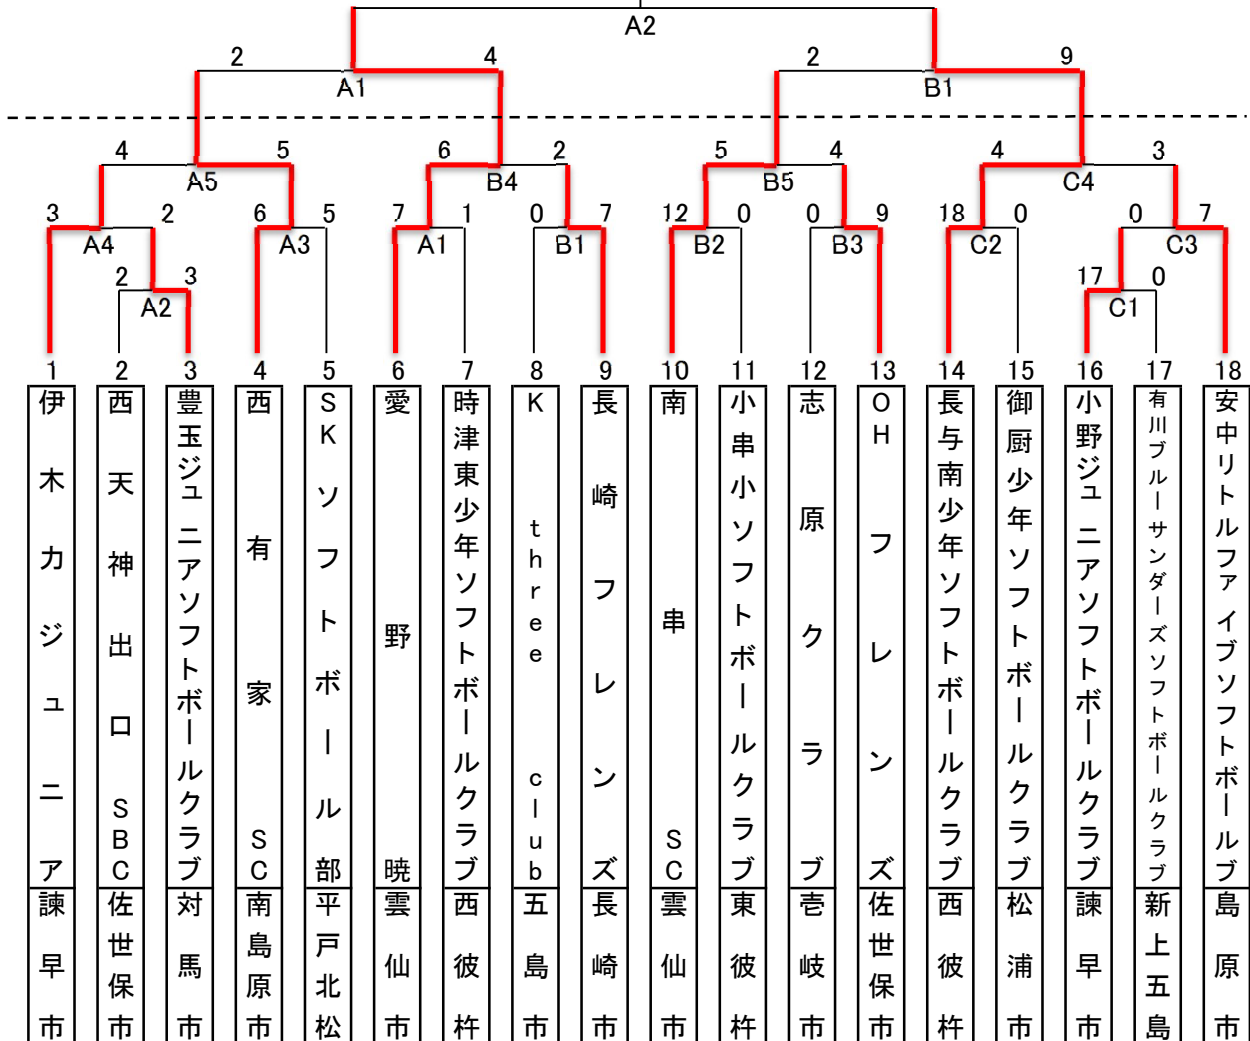 A2
2 4 2 9
A1 B1
4 5 6 2 5 4 4 3
A5 B4 B5 C4
3 2 6 5 7 1 0 7 12 0 0 9 18 0 0 7
A4 A3 A1 B1 B2 B3 C2 C3
2 3 17 0
A2 C1
1 2 3 4 5 6 7 8 9 10 11 12 13 14 15 16 17 18
伊木力ジュニア
西天神出口SBC
豊玉ジュニアソフトボールクラブ
西有家SC
SKソフトボール部
愛野暁
時津東少年ソフトボールクラブ
K three club
長崎フレンズ
南串SC
小串小ソフトボールクラブ
志原クラブ
OHフレンズ
長与南少年ソフトボールクラブ
御厨少年ソフトボールクラブ
小野ジュニアソフトボールクラブ
有川ブルーサンダーズソフトボールクラブ
安中リトルファイブソフトボールブ
諫早市
佐世保市
対馬市
南島原市
平戸北松
雲仙市
西彼杵
五島市
長崎市
雲仙市
東彼杵
壱岐市
佐世保市
西彼杵
松浦市
諫早市
新上五島
島原市